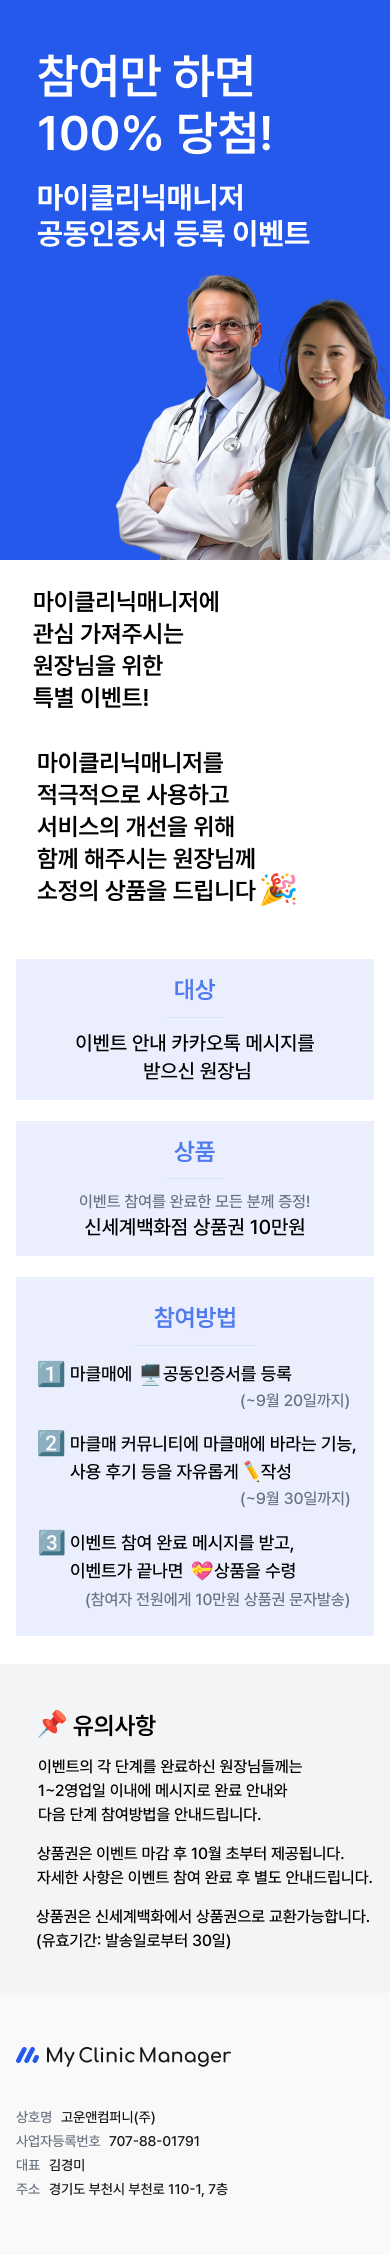 참여만 하면
100% 당첨!
마이클리닉매니저
공동인증서 등록 이벤트
마이클리닉매니저에
관심 가져주시는
원장님을 위한
특별 이벤트!
마이클리닉매니저를
적극적으로 사용하고
서비스의 개선을 위해
함께 해주시는 원장님께
소정의 상품을 드립니다 🎉
대상
이벤트 안내 카카오톡 메시지를
받으신 원장님
상품
이벤트 참여를 완료한 모든 분께 증정!
신세계백화점 상품권 10만원
참여방법
1️⃣ 마클매에 🖥️공동인증서를 등록
(~9월 20일까지)
2️⃣ 마클매 커뮤니티에 마클매에 바라는 기능,
사용 후기 등을 자유롭게 ✏️작성
(~9월 30일까지)
3️⃣ 이벤트 참여 완료 메시지를 받고,
이벤트가 끝나면 💝상품을 수령
(참여자 전원에게 10만원 상품권 문자발송)
📌 유의사항
이벤트의 각 단계를 완료하신 원장님들께는
1~2영업일 이내에 메시지로 완료 안내와
다음 단계 참여방법을 안내드립니다.
상품권은 이벤트 마감 후 10월 초부터 제공됩니다.
자세한 사항은 이벤트 참여 완료 후 별도 안내드립니다.
상품권은 신세계백화에서 상품권으로 교환가능합니다.
(유효기간: 발송일로부터 30일)
My Clinic Manager
상호명 고운앤컴퍼니(주)
사업자등록번호 707-88-01791
대표 김경미
주소 경기도 부천시 부천로 110-1, 7층